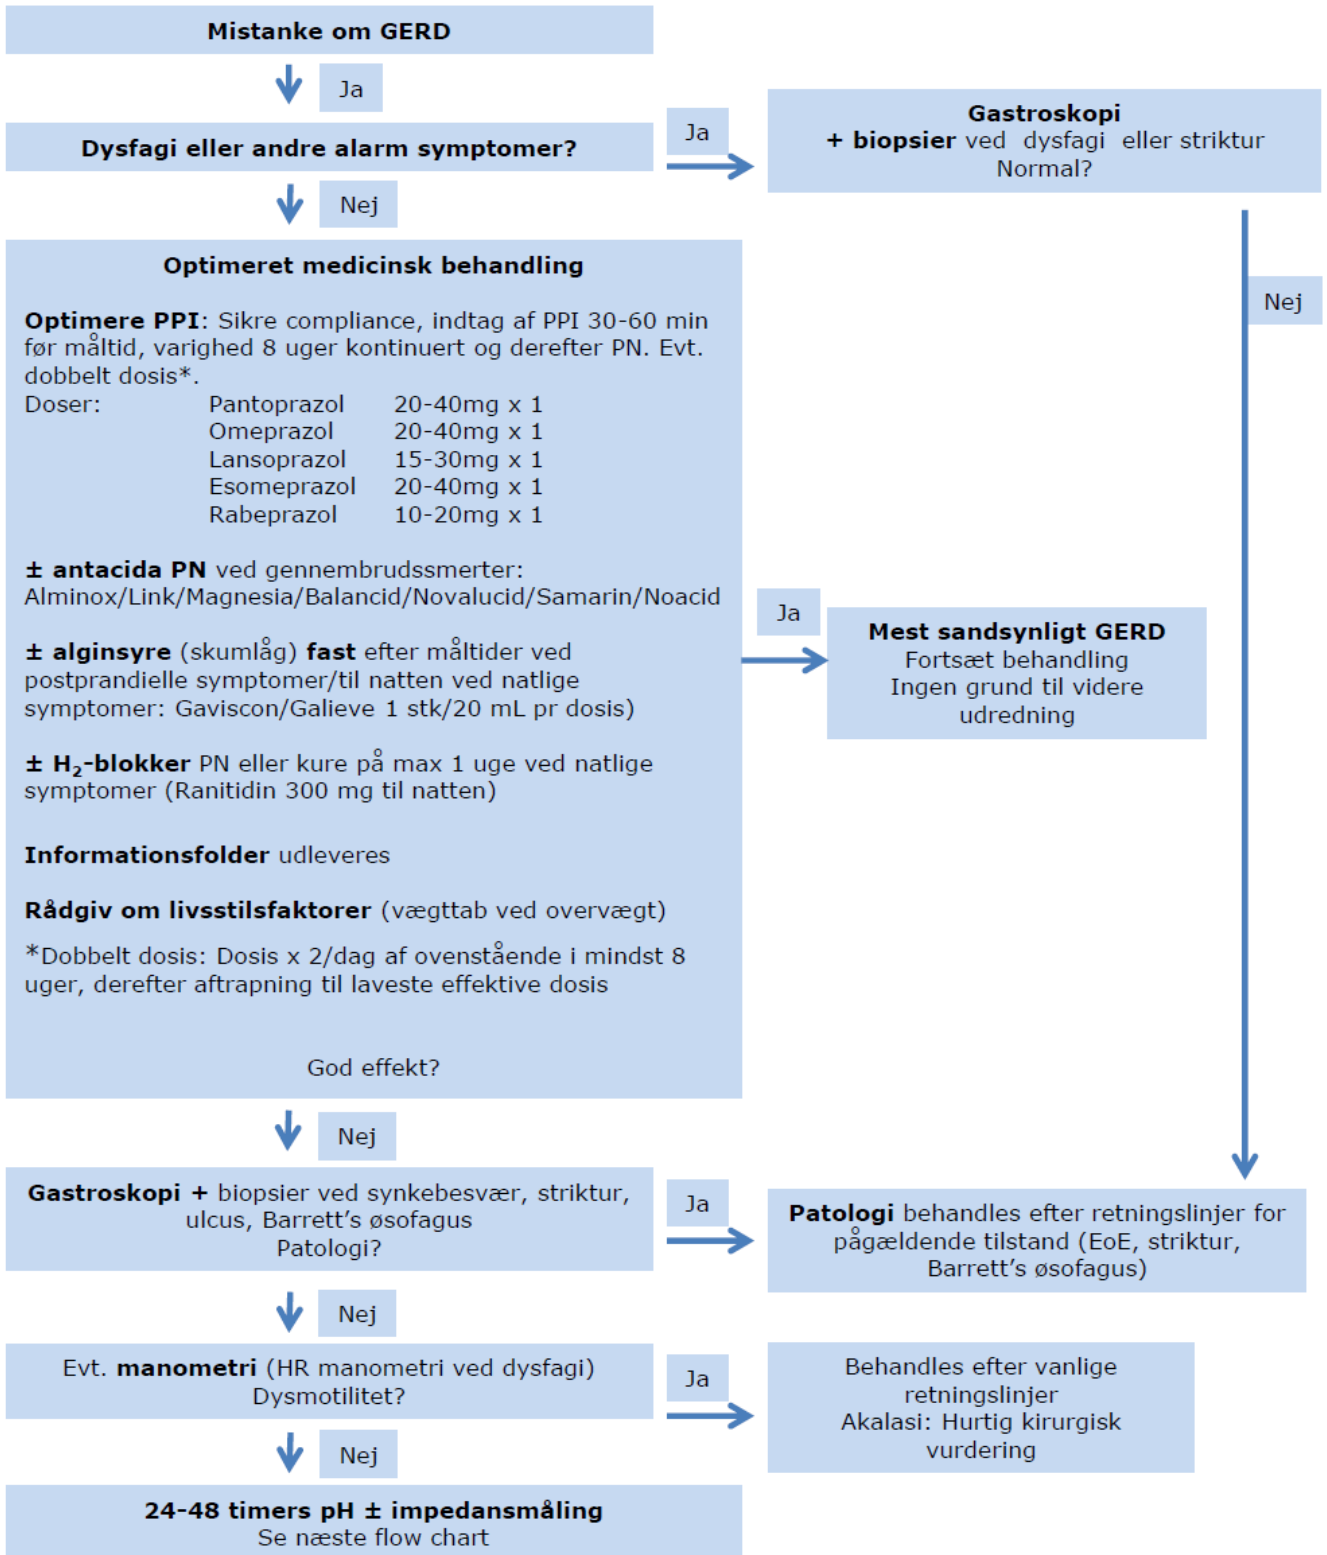 Mistanke om GERD
Ja
Dysfagi eller andre alarm symptomer?
Ja
Gastroskopi
+ biopsier ved dysfagi eller striktur
Normal?
Nej
Nej
Optimeret medicinsk behandling
Optimere PPI: Sikre compliance, indtag af PPI 30-60 min
før måltid, varighed 8 uger kontinuert og derefter PN. Evt.
dobbelt dosis*.
Doser: Pantoprazol 20-40mg x 1
Omeprazol 20-40mg x 1
Lansoprazol 15-30mg x 1
Esomeprazol 20-40mg x 1
Rabeprazol 10-20mg x 1
± antacida PN ved gennembrudssmerter:
Alminox/Link/Magnesia/Balancid/Novalucid/Samarin/Noacid
± alginsyre (skumlåg) fast efter måltider ved
postprandielle symptomer/til natten ved natlige
symptomer: Gaviscon/Galieve 1 stk/20 mL pr dosis)
± H₂-blokker PN eller kure på max 1 uge ved natlige
symptomer (Ranitidin 300 mg til natten)
Informationsfolder udleveres
Rådgiv om livsstilsfaktorer (vægttab ved overvægt)
*Dobbelt dosis: Dosis x 2/dag af ovenstående i mindst 8
uger, derefter aftrapning til laveste effektive dosis
God effekt?
Ja
Mest sandsynligt GERD
Fortsæt behandling
Ingen grund til videre
udredning
Nej
Gastroskopi + biopsier ved synkebesvær, striktur,
ulcus, Barrett's øsofagus
Patologi?
Ja
Patologi behandles efter retningslinjer for
pågældende tilstand (EoE, striktur,
Barrett's øsofagus)
Nej
Evt. manometri (HR manometri ved dysfagi)
Dysmotilitet?
Ja
Behandles efter vanlige
retningslinjer
Akalasi: Hurtig kirurgisk
vurdering
Nej
24-48 timers pH ± impedansmåling
Se næste flow chart